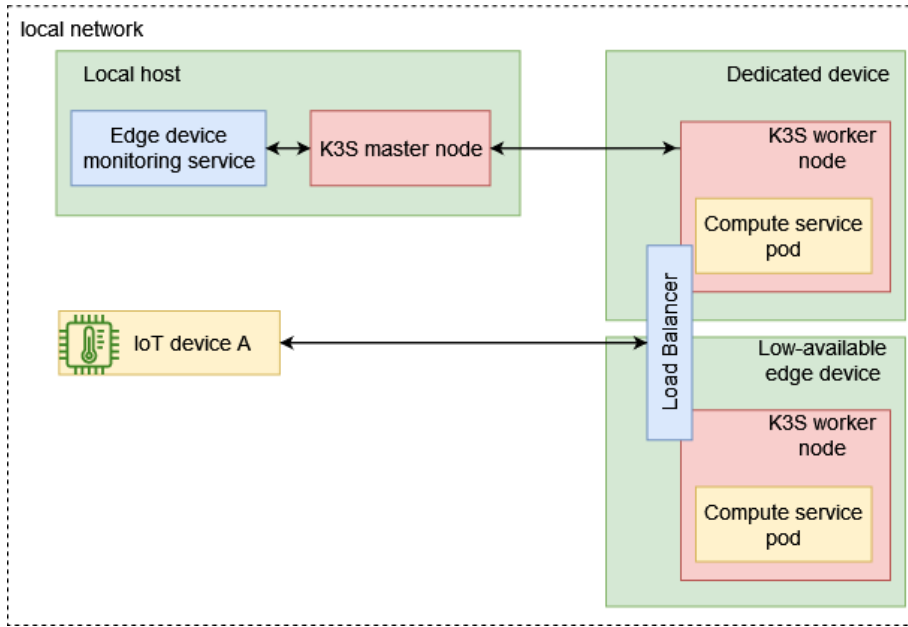 local network
Local host
Edge device
monitoring service
K3S master node
Dedicated device
K3S worker
node
Compute service
pod
Load Balancer
IoT device A
Low-available
edge device
K3S worker
node
Compute service
pod